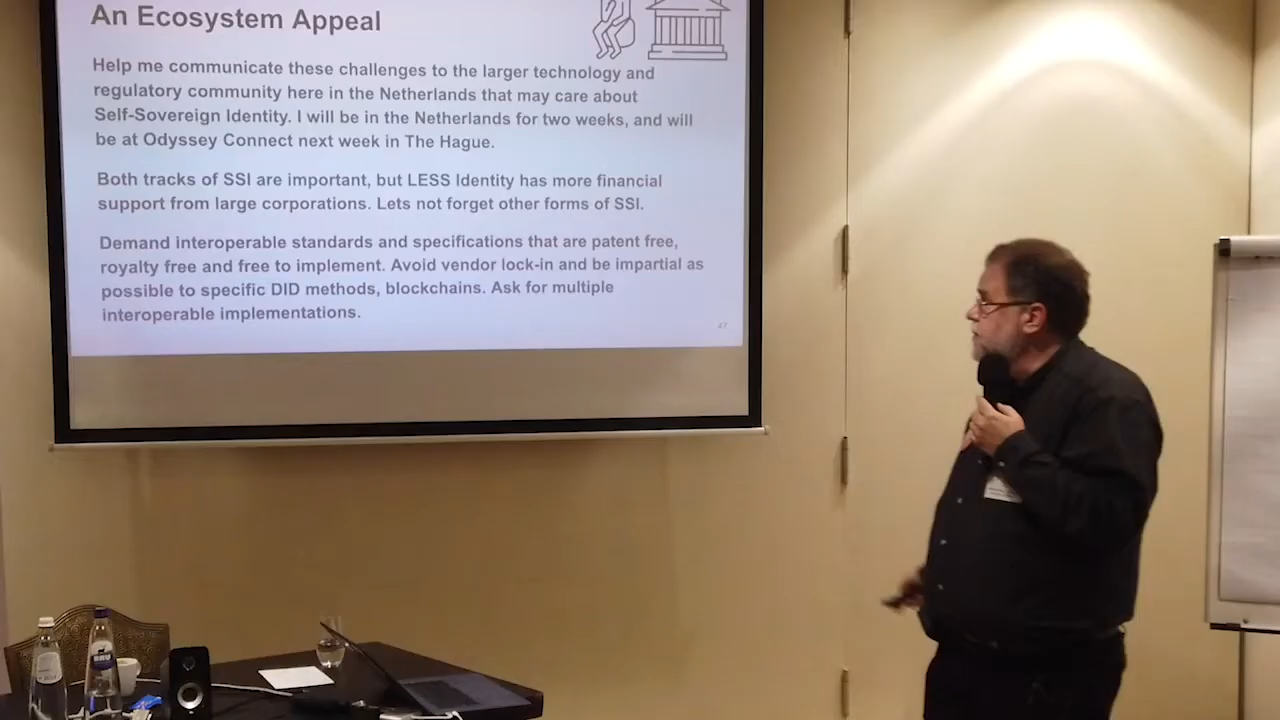 An Ecosystem Appeal
Help me communicate these challenges to the larger technology and
regulatory community here in the Netherlands that may care about
Self-Sovereign Identity. I will be in the Netherlands for two weeks, and will
be at Odyssey Connect next week in The Hague.
Both tracks of SSI are important, but LESS Identity has more financial
support from large corporations. Lets not forget other forms of SSI.
Demand interoperable standards and specifications that are patent free,
royalty free and free to implement. Avoid vendor lock-in and be impartial as
possible to specific DID methods, blockchains. Ask for multiple
interoperable implementations.
47
BRU